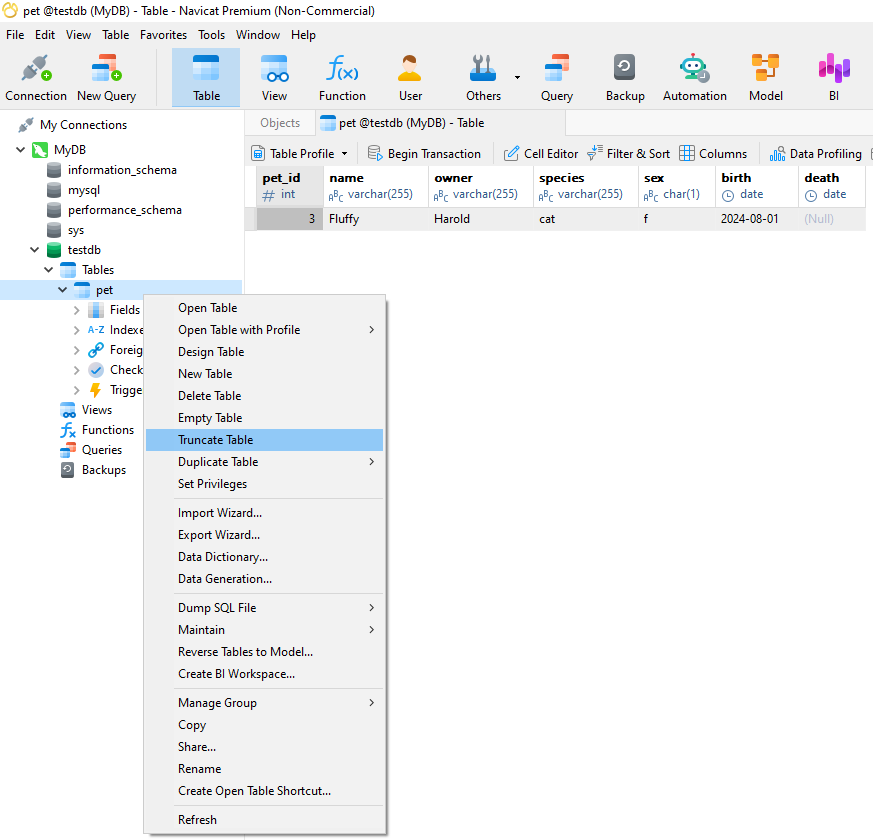 pet @testdb (MyDB) - Table - Navicat Premium (Non-Commercial)
File Edit View Table Favorites Tools Window Help
Connection New Query Table View Function User Others Query Backup Automation Model BI
My Connections
MyDB
information_schema
mysql
performance_schema
sys
testdb
Tables
pet
Fields
A-Z Indexe
Foreig
Check
Trigge
Views
Functions
Queries
Backups
Objects pet @testdb (MyDB) - Table
Table Profile Begin Transaction Cell Editor Filter & Sort Columns Data Profiling
pet_id name owner species sex birth death
# int ABC varchar(255) ABC varchar(255) ABC varchar(255) ABC char(1) date date
3 Fluffy Harold cat f 2024-08-01 (Null)
Open Table
Open Table with Profile
Design Table
New Table
Delete Table
Empty Table
Truncate Table
Duplicate Table
Set Privileges
Import Wizard...
Export Wizard...
Data Dictionary...
Data Generation...
Dump SQL File
Maintain
Reverse Tables to Model...
Create BI Workspace...
Manage Group
Copy
Share...
Rename
Create Open Table Shortcut...
Refresh